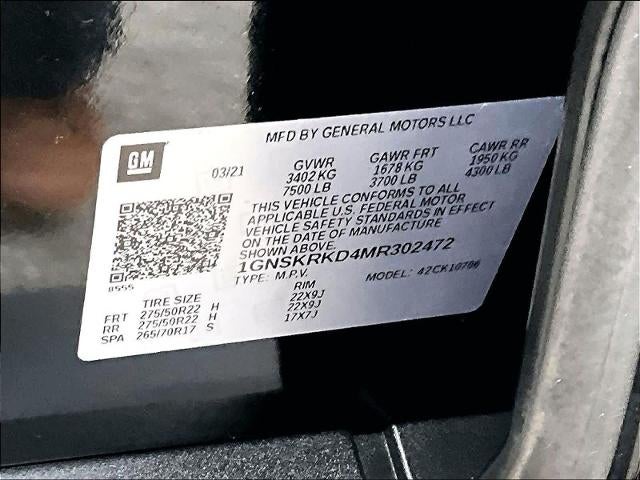 MFD BY GENERAL MOTORS LLC
GM
03/21
GVWR GAWR FRT GAWR RR
3402 KG 1678 KG 1950 KG
7500 LB 3700 LB 4300 LB
THIS VEHICLE CONFORMS TO ALL
APPLICABLE U.S. FEDERAL MOTOR
VEHICLE SAFETY STANDARDS IN EFFECT
ON THE DATE OF MANUFACTURE
SHOWN ABOVE.
1GNSKRKD4MR302472
TYPE: M.P.V. MODEL: 42CK10706
8555
TIRE SIZE RIM
FRT 275/50R22 H 22X9J
RR 275/50R22 H 22X9J
SPA 265/70R17 S 17X7J